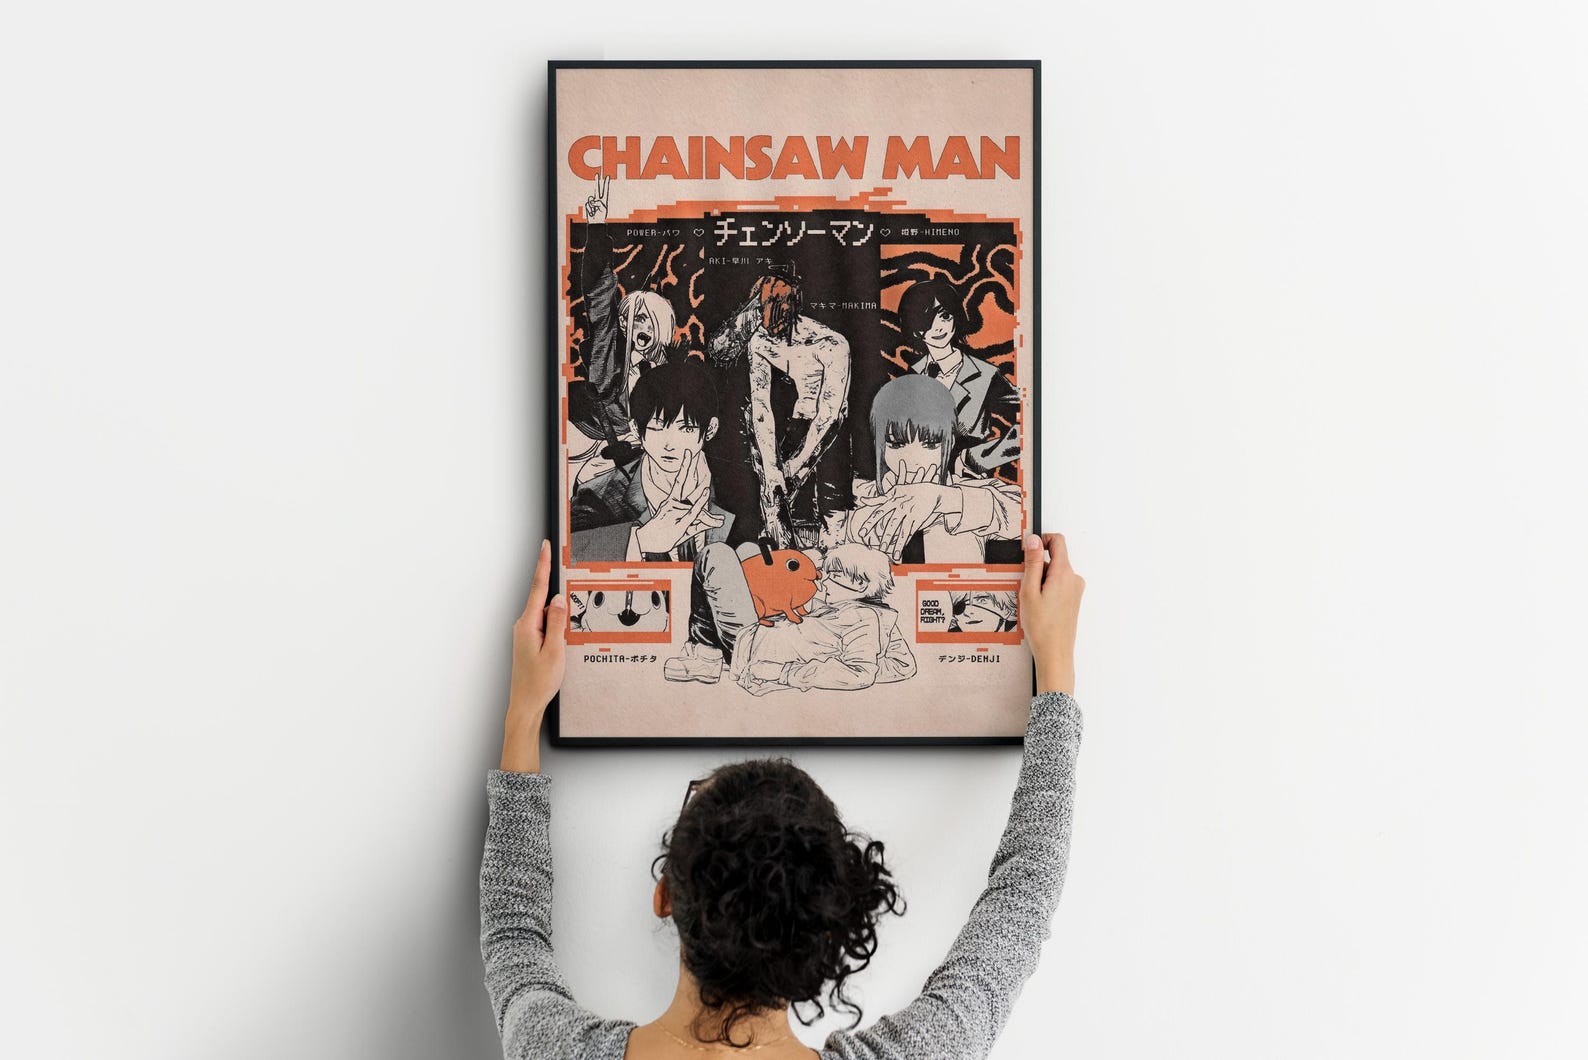 CHAINSAW MAN
POWER-パワ ♡ チェンソーマン ♡ 姫野-HIMENO
AKI-早川 アキ
マキマ-MAKIMA
GOOD
DREAM,
RIGHT?
POCHITA-ポチタ
デンジ-DENJI